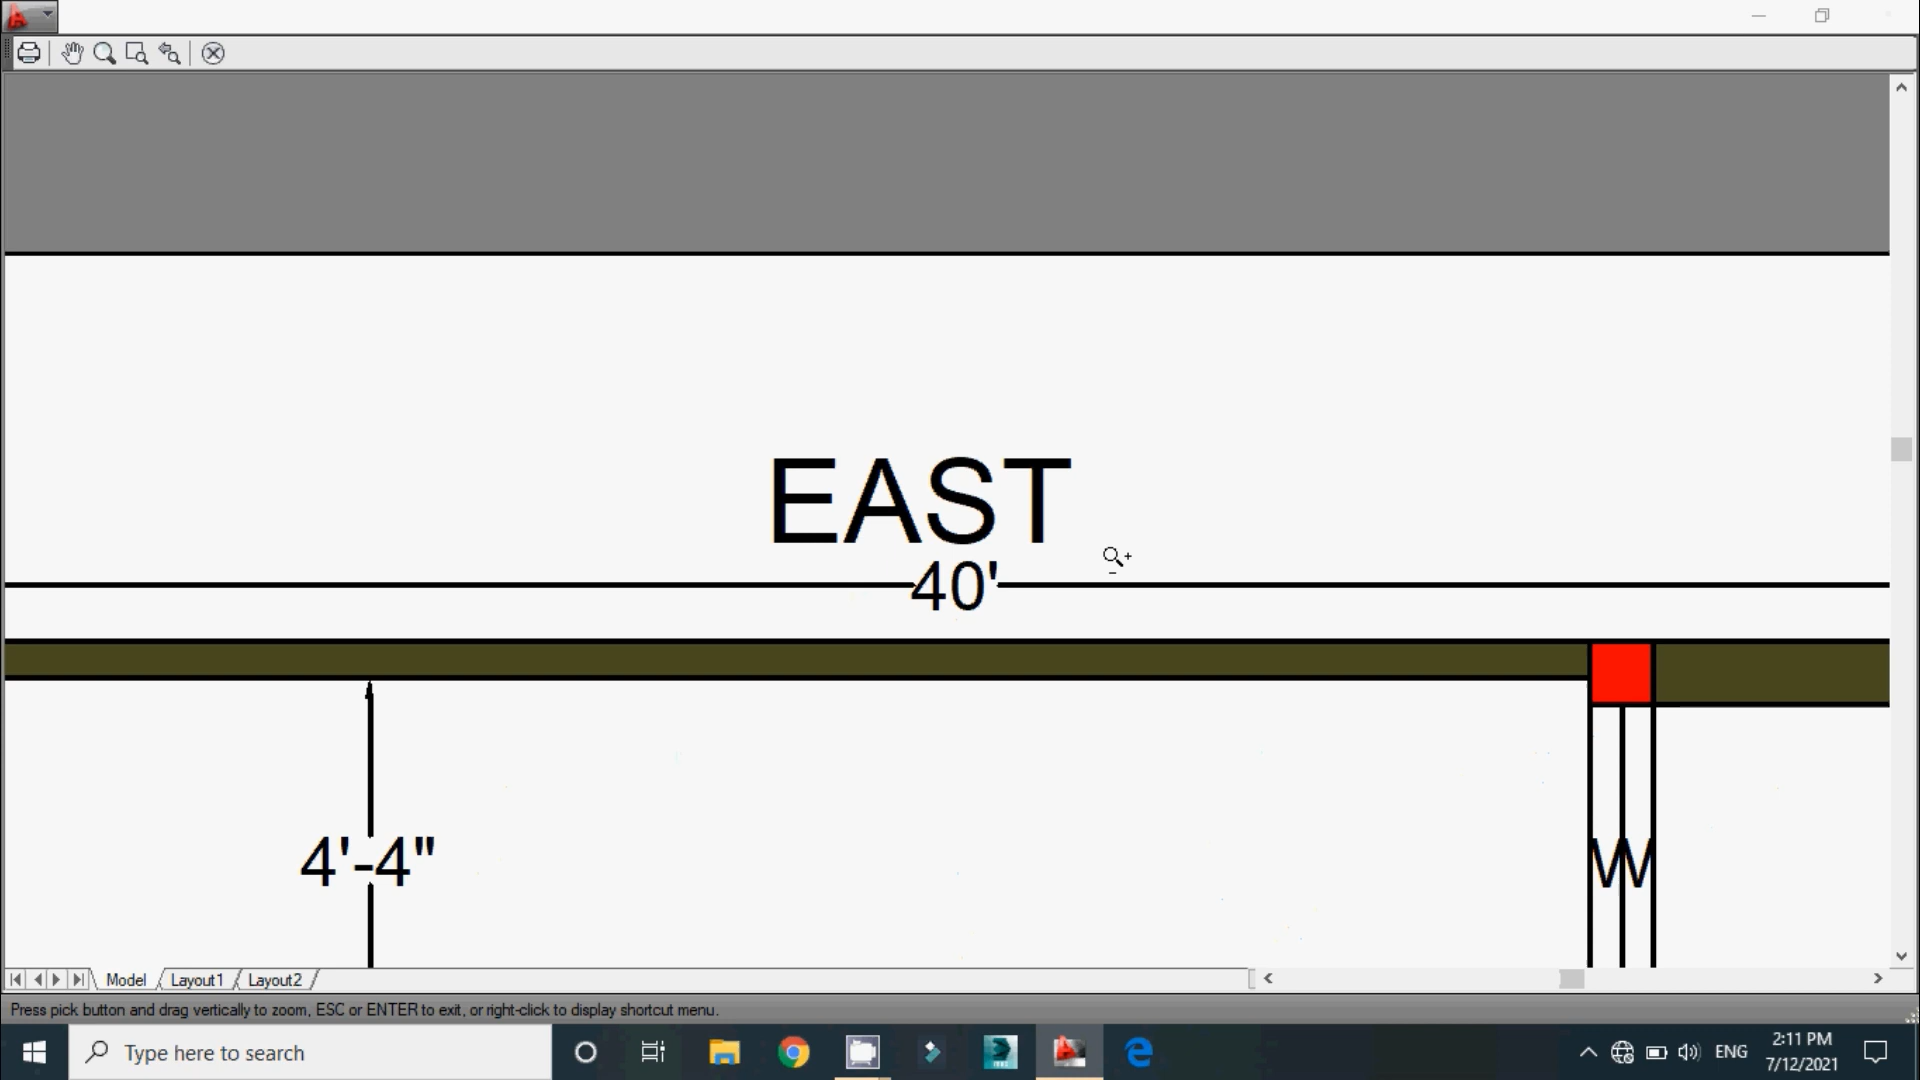 EAST
40'
4'-4"
W
Model
Layout1
Layout2
Press pick button and drag vertically to zoom, ESC or ENTER to exit, or right-click to display shortcut menu.
Type here to search
ENG
2:11 PM
7/12/2021